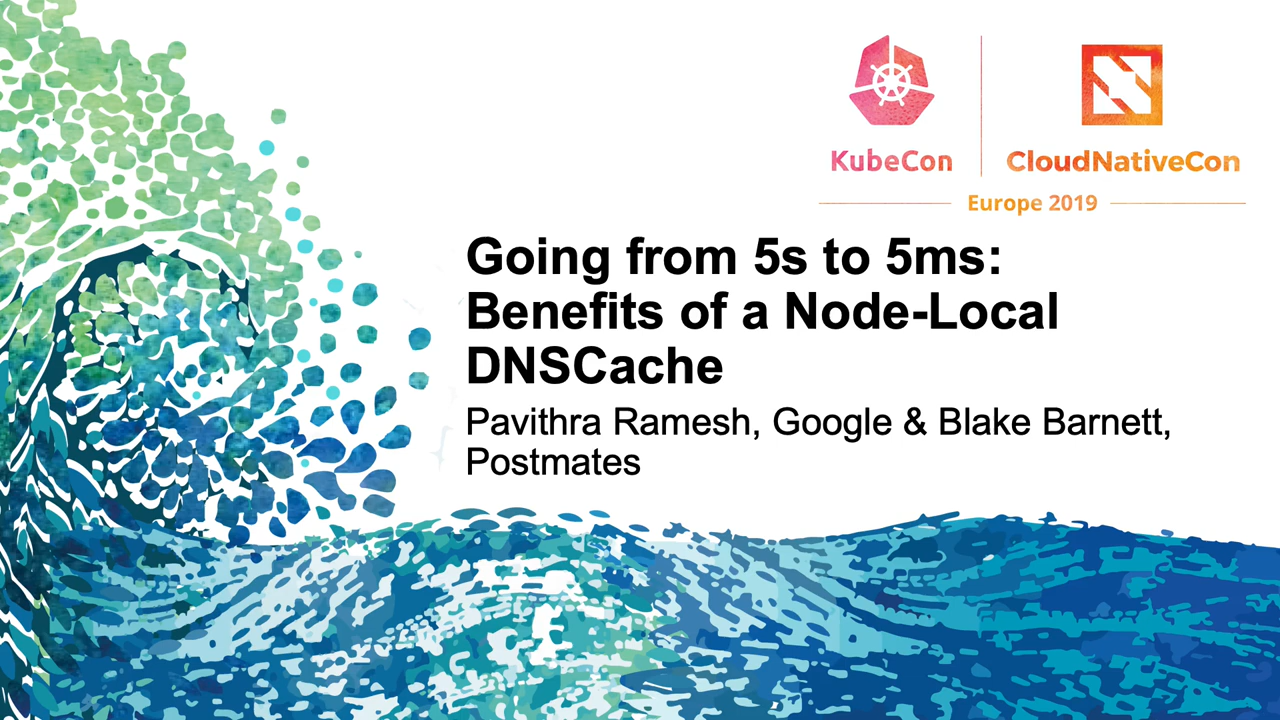 KubeCon
CloudNativeCon
Europe 2019
Going from 5s to 5ms:
Benefits of a Node-Local
DNSCache
Pavithra Ramesh, Google & Blake Barnett,
Postmates